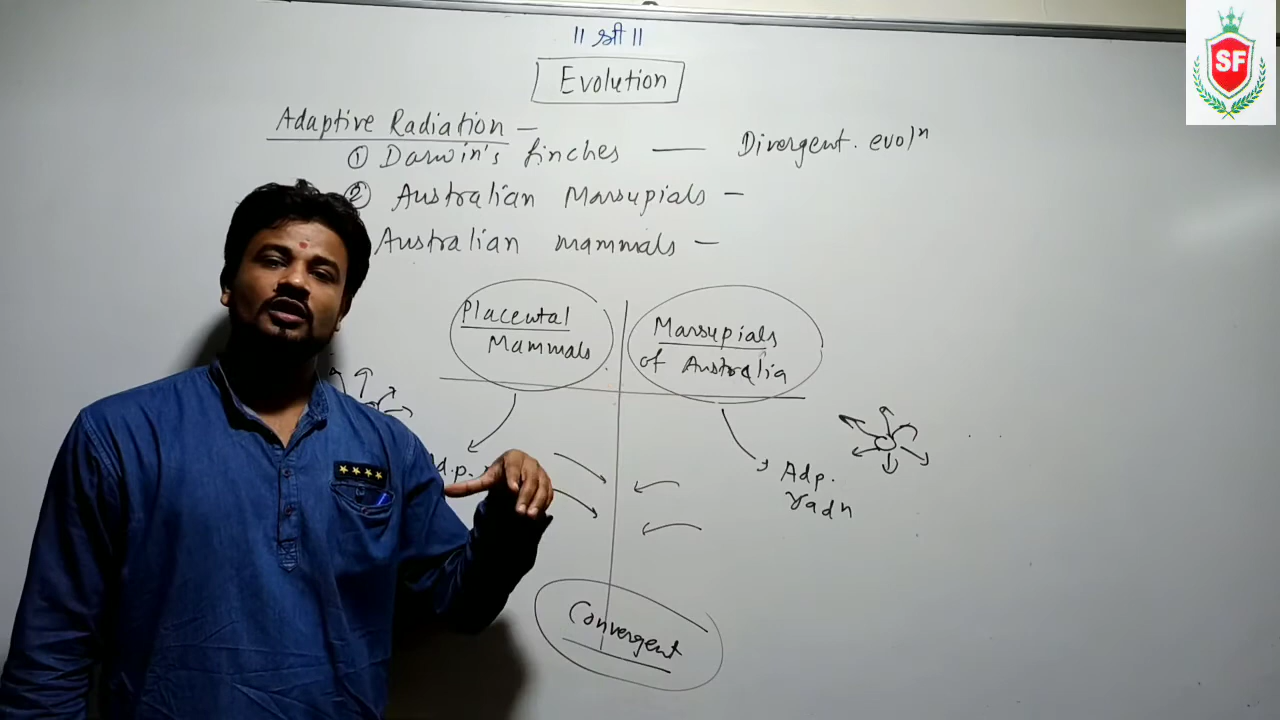 SF
॥ श्री ॥
Evolution
Adaptive Radiation –
① Darwin's finches — Divergent. evolⁿ
② Australian Marsupials –
Australian mammals –
Placental Mammals
Marsupials of Australia
Adp. radn
Convergent